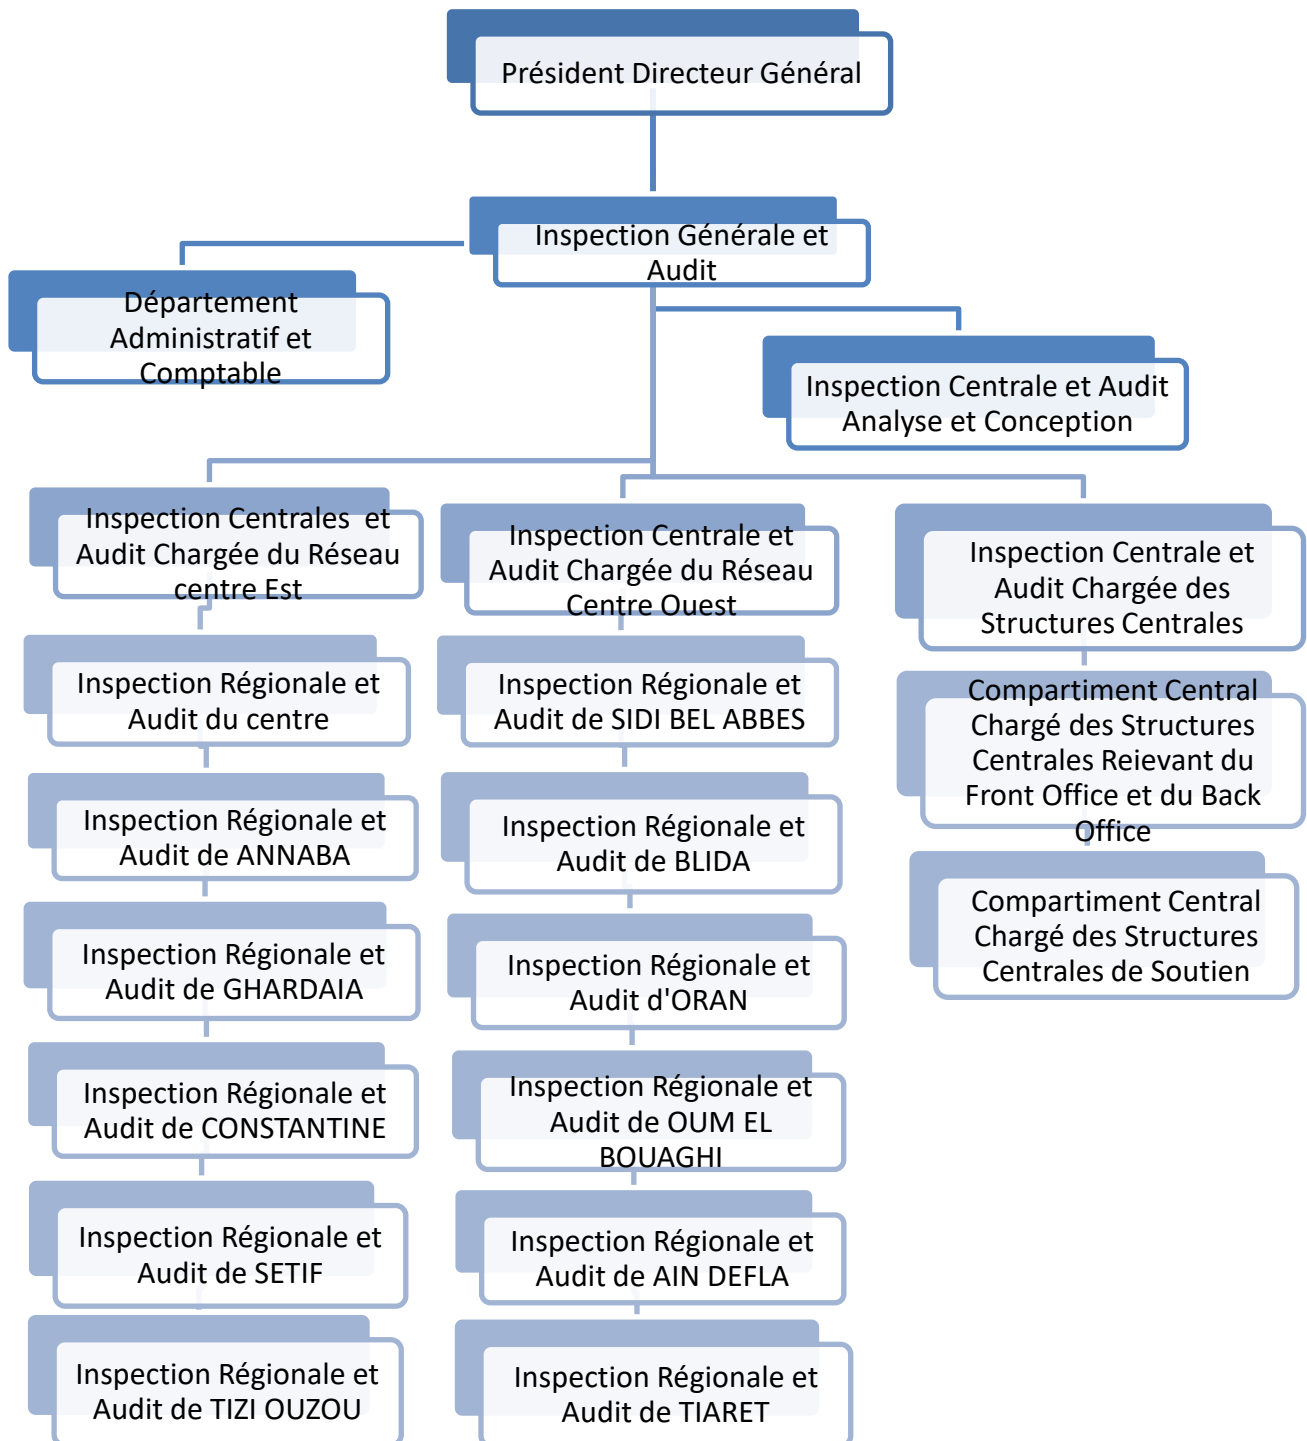 Président Directeur Général
Inspection Générale et
Audit
Département
Administratif et
Comptable
Inspection Centrale et Audit
Analyse et Conception
Inspection Centrales et
Audit Chargée du Réseau
centre Est
Inspection Régionale et
Audit du centre
Inspection Régionale et
Audit de ANNABA
Inspection Régionale et
Audit de GHARDAIA
Inspection Régionale et
Audit de CONSTANTINE
Inspection Régionale et
Audit de SETIF
Inspection Régionale et
Audit de TIZI OUZOU
Inspection Centrale et
Audit Chargée du Réseau
Centre Ouest
Inspection Régionale et
Audit de SIDI BEL ABBES
Inspection Régionale et
Audit de BLIDA
Inspection Régionale et
Audit d'ORAN
Inspection Régionale et
Audit de OUM EL
BOUAGHI
Inspection Régionale et
Audit de AIN DEFLA
Inspection Régionale et
Audit de TIARET
Inspection Centrale et
Audit Chargée des
Structures Centrales
Compartiment Central
Chargé des Structures
Centrales Reievant du
Front Office et du Back
Office
Compartiment Central
Chargé des Structures
Centrales de Soutien